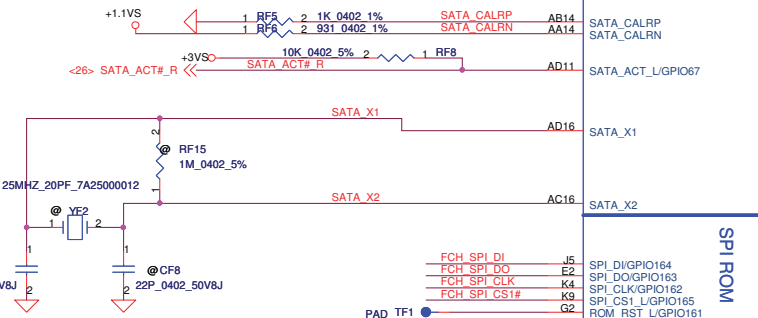 +1.1VS
1 RF5 2 1K_0402_1% SATA_CALRP AB14 SATA_CALRP
1 RF6 2 931_0402_1% SATA_CALRN AA14 SATA_CALRN
+3VS 10K_0402_5% 2 1 RF8
<26> SATA_ACT#_R SATA_ACT#_R AD11 SATA_ACT_L/GPIO67
SATA_X1 AD16 SATA_X1
2
@ RF15
1M_0402_5%
1
25MHZ_20PF_7A25000012
SATA_X2 AC16 SATA_X2
@ YF2
1 2
1 1
@ CF8
V8J 22P_0402_50V8J
2 2
SPI ROM
FCH_SPI_DI J5 SPI_DI/GPIO164
FCH_SPI_DO E2 SPI_DO/GPIO163
FCH_SPI_CLK K4 SPI_CLK/GPIO162
FCH_SPI_CS1# K9 SPI_CS1_L/GPIO165
PAD TF1 G2 ROM_RST_L/GPIO161